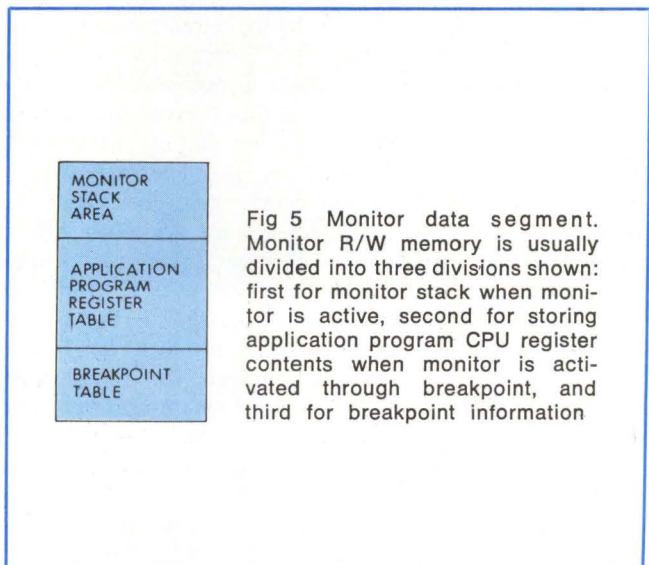 MONITOR
STACK
AREA
APPLICATION
PROGRAM
REGISTER
TABLE
BREAKPOINT
TABLE
Fig 5 Monitor data segment.
Monitor R/W memory is usually
divided into three divisions shown:
first for monitor stack when moni-
tor is active, second for storing
application program CPU register
contents when monitor is acti-
vated through breakpoint, and
third for breakpoint information